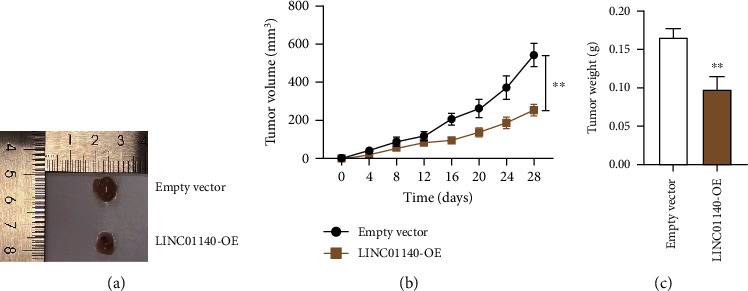 1 2 3 4
4
5
6
7
8
Empty vector
LINC01140-OE
(a)
Tumor volume (mm³)
800
600
400
200
0
0 4 8 12 16 20 24 28
Time (days)
**
Empty vector
LINC01140-OE
(b)
Tumor weight (g)
0.20
0.15
0.10
0.05
0.00
**
Empty vector
LINC01140-OE
(c)